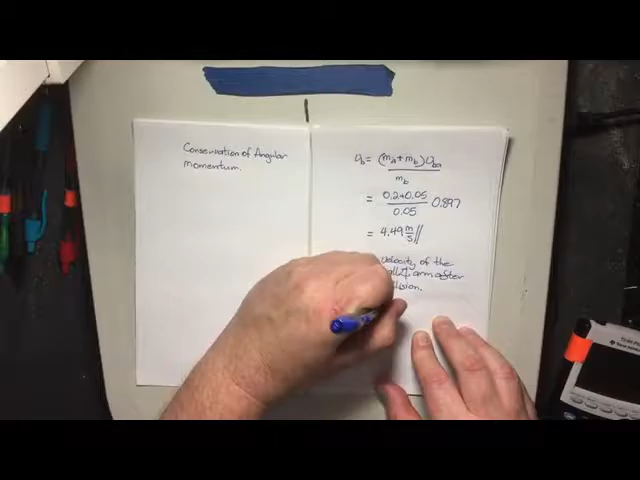 Conservation of Angular
momentum.
υb = (ma + mb) υba
mb
= 0.2+0.05 0.897
0.05
= 4.49 m/s //
velocity of the
arm after